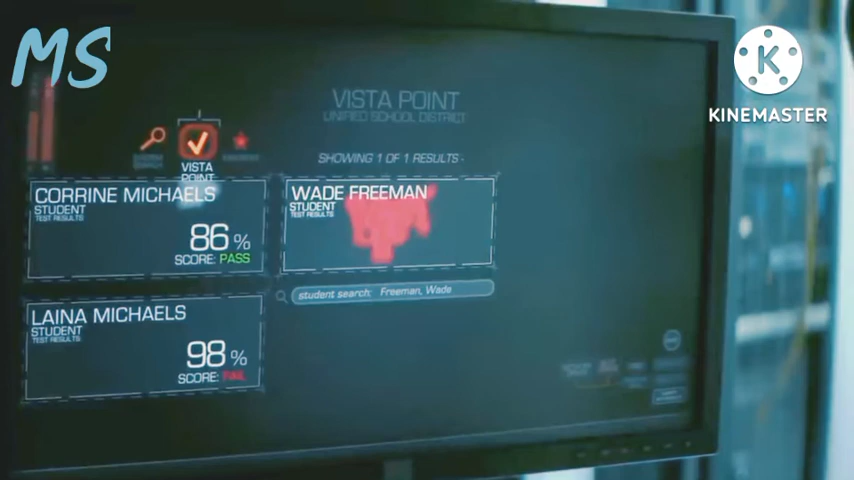 MS
KINEMASTER
VISTA POINT
UNIFIED SCHOOL DISTRICT
VISTA
POINT
SHOWING 1 OF 1 RESULTS
CORRINE MICHAELS
STUDENT
TEST RESULTS
86%
SCORE: PASS
WADE FREEMAN
STUDENT
TEST RESULTS
student search: Freeman, Wade
LAINA MICHAELS
STUDENT
TEST RESULTS
98%
SCORE: FAIL